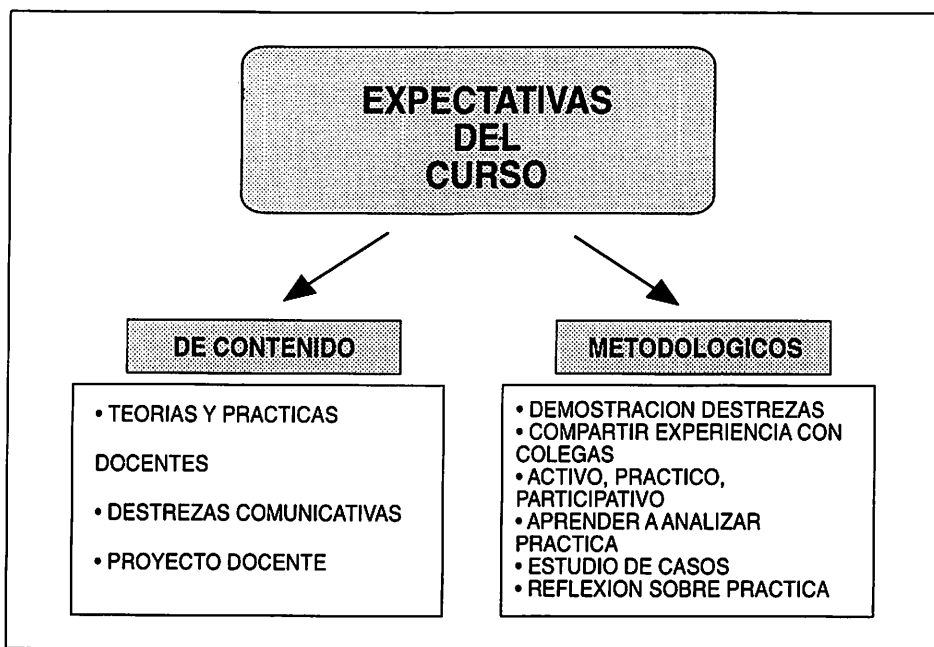 EXPECTATIVAS
DEL
CURSO
DE CONTENIDO
• TEORIAS Y PRACTICAS
DOCENTES
• DESTREZAS COMUNICATIVAS
• PROYECTO DOCENTE
METODOLOGICOS
• DEMOSTRACION DESTREZAS
• COMPARTIR EXPERIENCIA CON
COLEGAS
• ACTIVO, PRACTICO,
PARTICIPATIVO
• APRENDER A ANALIZAR
PRACTICA
• ESTUDIO DE CASOS
• REFLEXION SOBRE PRACTICA